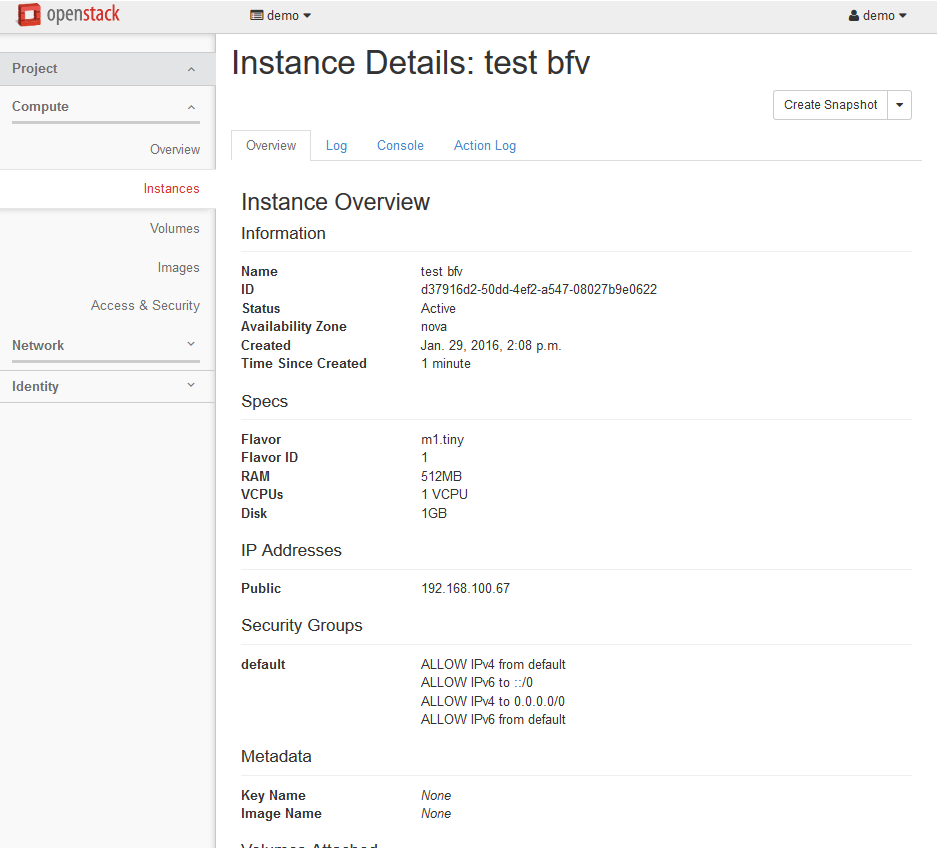 openstack
demo
demo
Project
Compute
Overview
Instances
Volumes
Images
Access & Security
Network
Identity
Instance Details: test bfv
Create Snapshot
Overview Log Console Action Log
Instance Overview
Information
Name test bfv
ID d37916d2-50dd-4ef2-a547-08027b9e0622
Status Active
Availability Zone nova
Created Jan. 29, 2016, 2:08 p.m.
Time Since Created 1 minute
Specs
Flavor m1.tiny
Flavor ID 1
RAM 512MB
VCPUs 1 VCPU
Disk 1GB
IP Addresses
Public 192.168.100.67
Security Groups
default ALLOW IPv4 from default
ALLOW IPv6 to ::/0
ALLOW IPv4 to 0.0.0.0/0
ALLOW IPv6 from default
Metadata
Key Name None
Image Name None
Volumes Attached